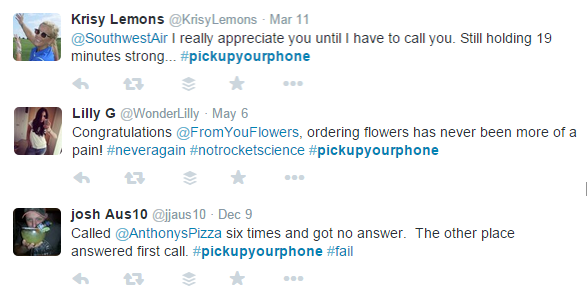 Krisy Lemons @KrisyLemons · Mar 11
@SouthwestAir I really appreciate you until I have to call you. Still holding 19
minutes strong... #pickupyourphone
Lilly G @WonderLilly · May 6
Congratulations @FromYouFlowers, ordering flowers has never been more of a
pain! #neveragain #notrocketscience #pickupyourphone
josh Aus10 @jjaus10 · Dec 9
Called @AnthonysPizza six times and got no answer.  The other place
answered first call. #pickupyourphone #fail